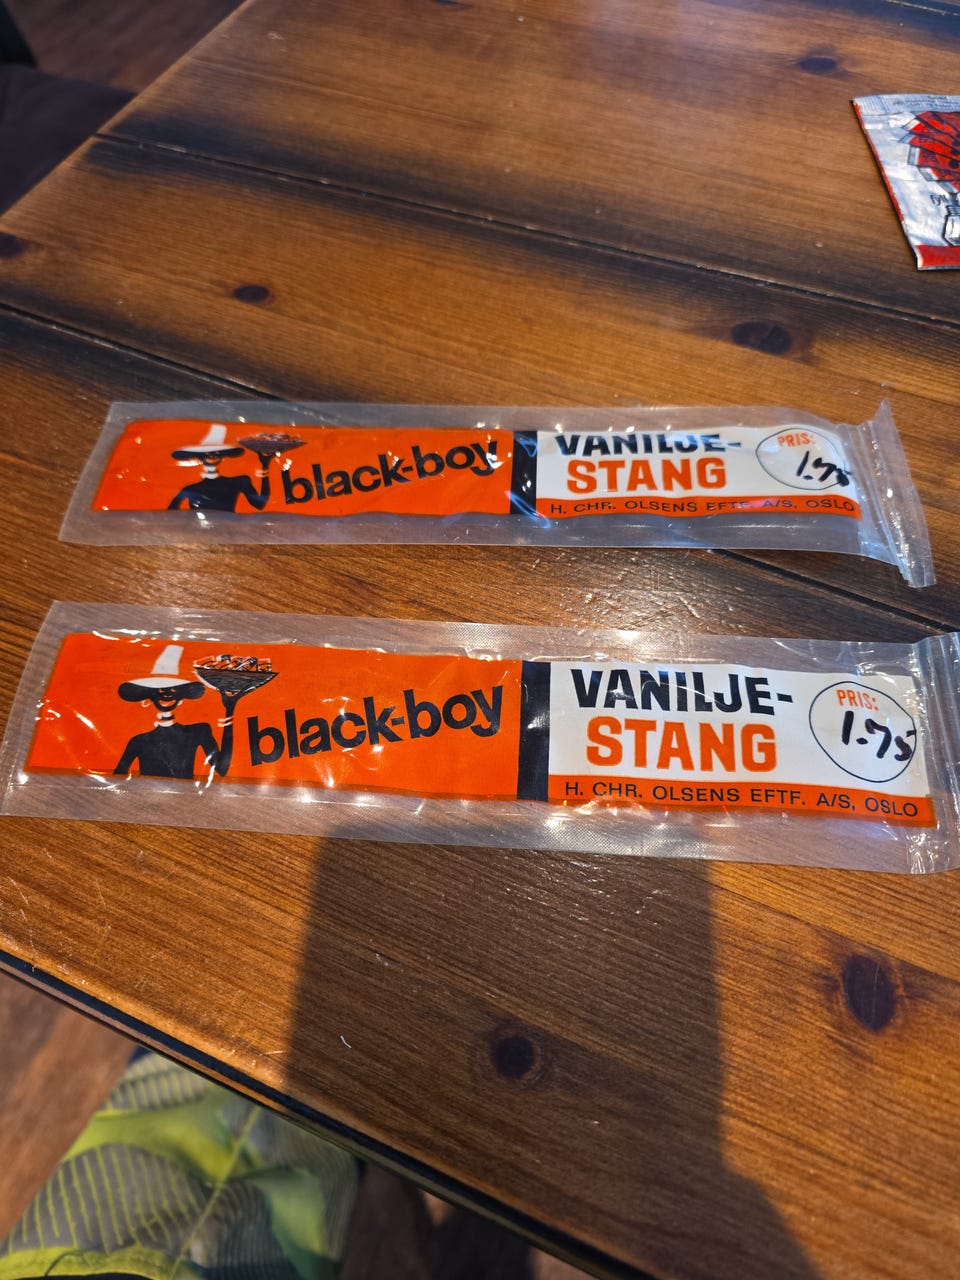 black-boy
VANILJE-
STANG
PRIS:
1.75
H. CHR. OLSENS EFTF. A/S, OSLO
black-boy
VANILJE-
STANG
PRIS:
1.75
H. CHR. OLSENS EFTF. A/S, OSLO